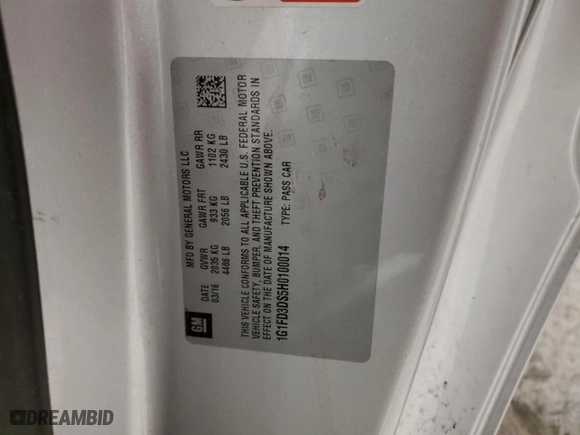 MFD BY GENERAL MOTORS LLC
DATE GVWR GAWR FRT GAWR RR
03/16 2035 KG 933 KG 1102 KG
4486 LB 2056 LB 2430 LB
GM
THIS VEHICLE CONFORMS TO ALL APPLICABLE U.S. FEDERAL MOTOR
VEHICLE SAFETY, BUMPER, AND THEFT PREVENTION STANDARDS IN
EFFECT ON THE DATE OF MANUFACTURE SHOWN ABOVE.
1G1FD3DS5H0100014 TYPE: PASS CAR
DREAMBID